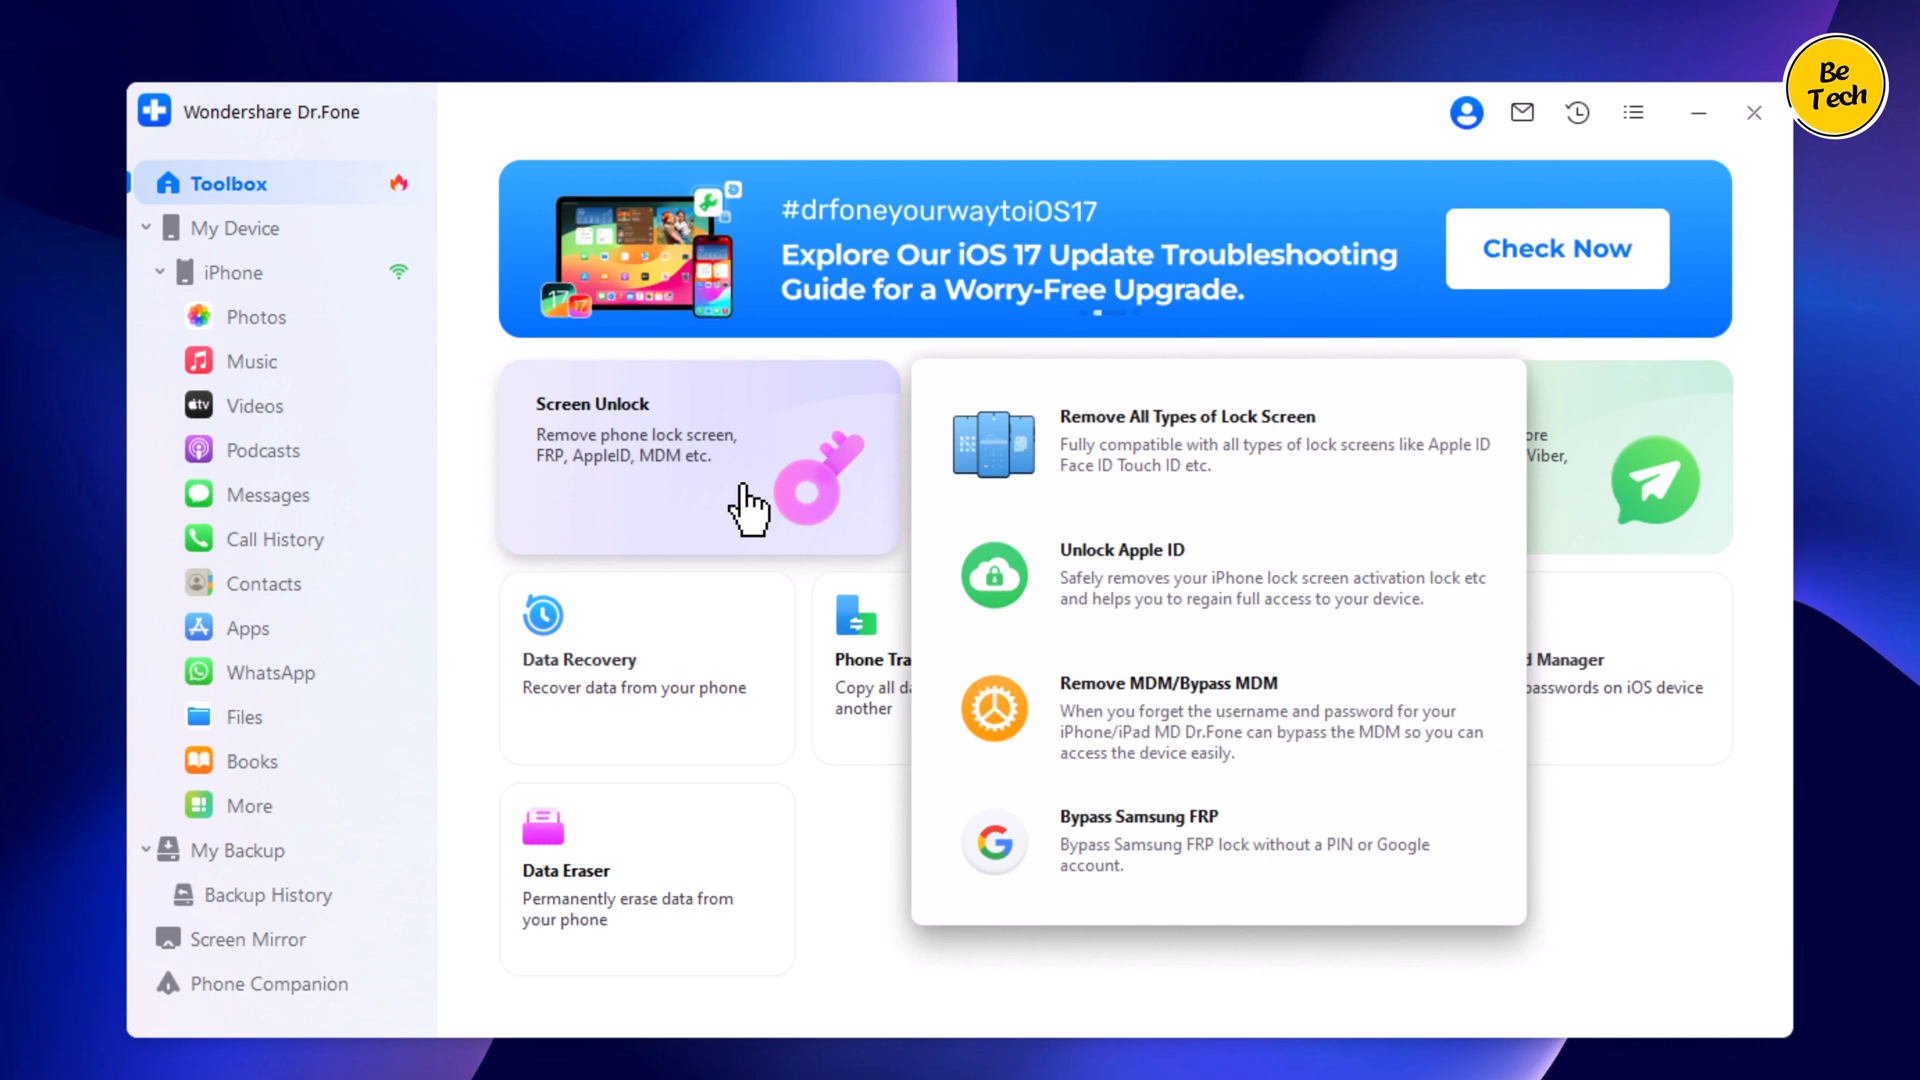 Be
Tech
Wondershare Dr.Fone
Toolbox
My Device
iPhone
Photos
Music
Videos
Podcasts
Messages
Call History
Contacts
Apps
WhatsApp
Files
Books
More
My Backup
Backup History
Screen Mirror
Phone Companion
#drfoneyourwaytoiOS17
Explore Our iOS 17 Update Troubleshooting
Guide for a Worry-Free Upgrade.
Check Now
17
17
Screen Unlock
Remove phone lock screen,
FRP, AppleID, MDM etc.
Remove All Types of Lock Screen
Fully compatible with all types of lock screens like Apple ID
Face ID Touch ID etc.
Unlock Apple ID
Safely removes your iPhone lock screen activation lock etc
and helps you to regain full access to your device.
Remove MDM/Bypass MDM
When you forget the username and password for your
iPhone/iPad MD Dr.Fone can bypass the MDM so you can
access the device easily.
Bypass Samsung FRP
Bypass Samsung FRP lock without a PIN or Google
account.
ore
Viber,
Data Recovery
Recover data from your phone
Phone Tra
Copy all da
another
d Manager
passwords on iOS device
Data Eraser
Permanently erase data from
your phone
tv